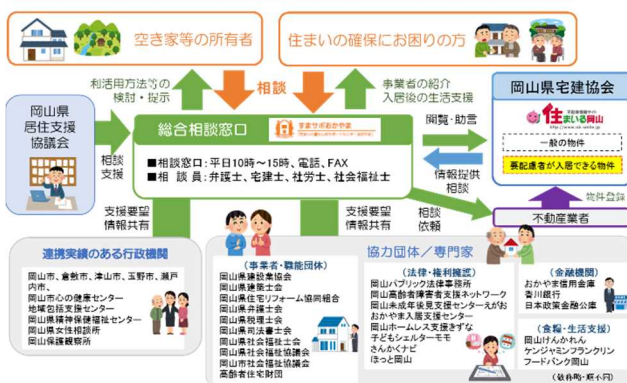 空き家等の所有者
住まいの確保にお困りの方
利活用方法等の
検討・提示
相談
事業者の紹介
入居後の生活支援
岡山県
居住支援
協議会
相談
支援
総合相談窓口
すまサポおかやま
■相談窓口:平日10時~15時、電話、FAX
■相 談 員:弁護士、宅建士、社労士、社会福祉士
閲覧・助言
情報提供
相談
岡山県宅建協会
住まいる岡山
一般の物件
要配慮者が入居できる物件
物件登録
不動産業者
支援要望
情報共有
支援要望
情報共有
相談
依頼
連携実績のある行政機関
岡山市、倉敷市、津山市、玉野市、瀬戸
内市、
岡山市心の健康センター
地域包括支援センター
岡山県精神保健福祉センター
岡山県女性相談所
岡山保護観察所
協力団体/専門家
(事業者・職能団体)
岡山県建設業協会
岡山県建築士会
岡山県住宅リフォーム協同組合
岡山県弁護士会
岡山県税理士会
岡山県司法書士会
岡山県社会福祉士会
岡山県社会福祉協議会
岡山市社会福祉協議会
高齢者住宅財団
(法律・権利擁護)
岡山パブリック法律事務所
岡山高齢者障害者支援ネットワーク
岡山未成年後見支援センターえがお
おかやま入居支援センター
岡山ホームレス支援きずな
子どもシェルターモモ
さんかくナビ
ほっと岡山
(金融機関)
おかやま信用金庫
香川銀行
日本政策金融公庫
(食糧・生活支援)
岡山けんかれん
ケンジャミンフランクリン
フードバンク岡山
(敬称略・順不同)